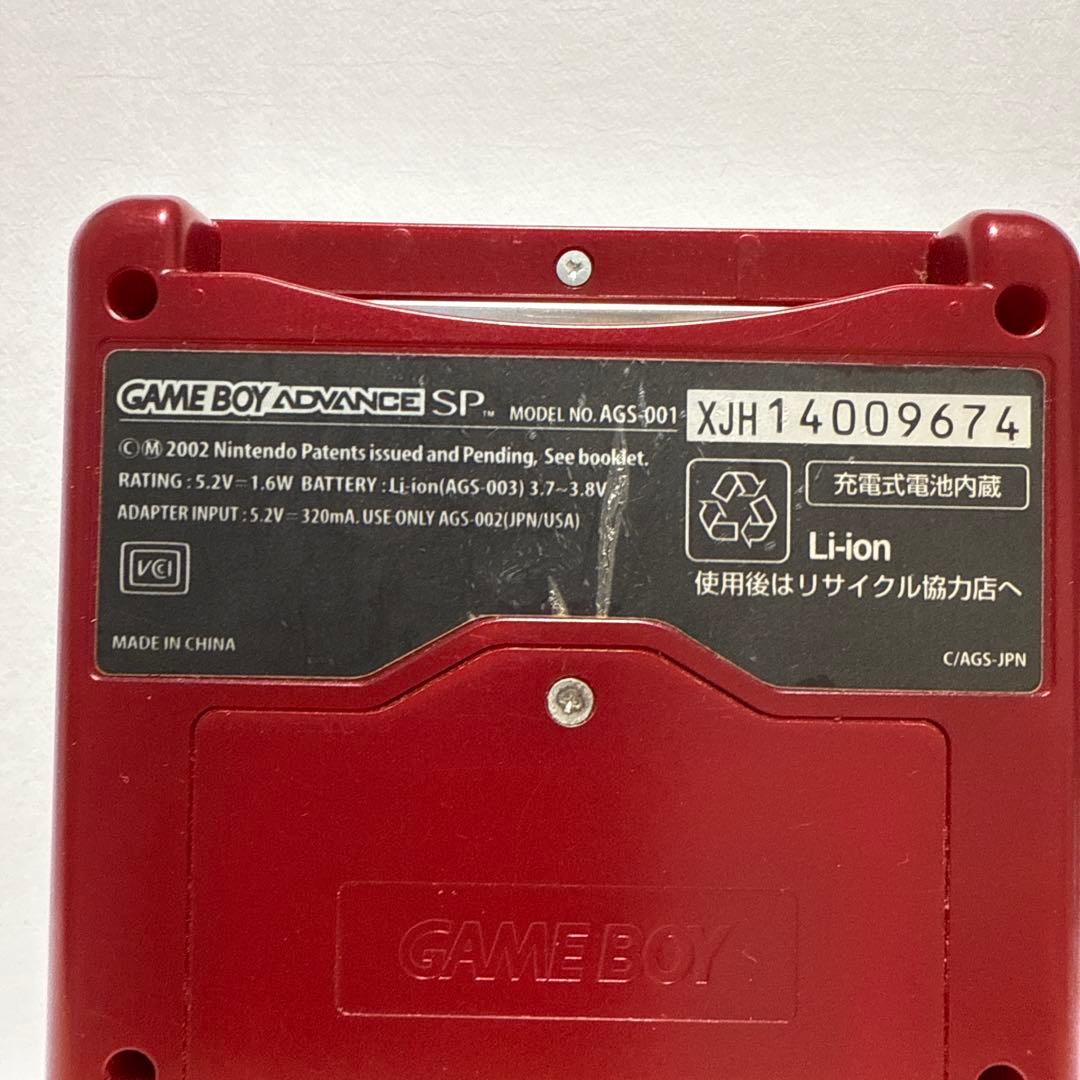 GAME BOY ADVANCE SP™ MODEL NO. AGS-001 XJH14009674
Ⓒ Ⓜ 2002 Nintendo Patents issued and Pending, See booklet.
RATING : 5.2V⎓1.6W BATTERY : Li-ion(AGS-003) 3.7~3.8V
ADAPTER INPUT : 5.2V⎓320mA. USE ONLY AGS-002(JPN/USA)
VCI
MADE IN CHINA
充電式電池内蔵
Li-ion
使用後はリサイクル協力店へ
C/AGS-JPN
GAME BOY